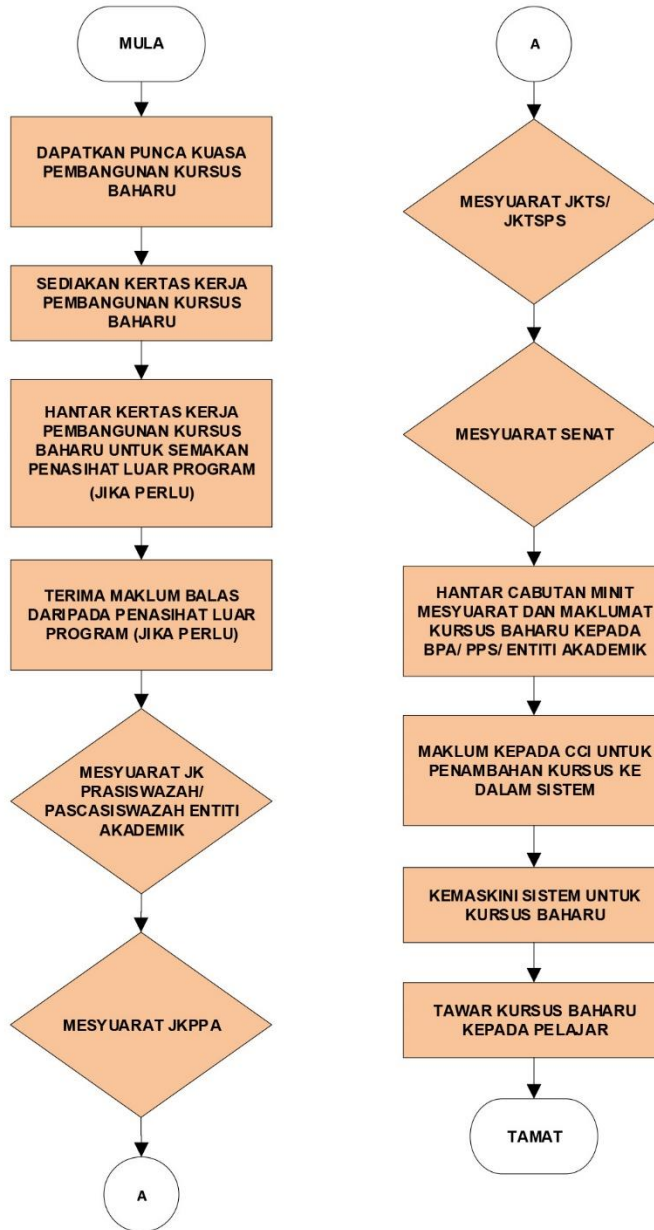 MULA
DAPATKAN PUNCA KUASA
PEMBANGUNAN KURSUS
BAHARU
SEDIAKAN KERTAS KERJA
PEMBANGUNAN KURSUS
BAHARU
HANTAR KERTAS KERJA
PEMBANGUNAN KURSUS
BAHARU UNTUK SEMAKAN
PENASIHAT LUAR PROGRAM
(JIKA PERLU)
TERIMA MAKLUM BALAS
DARIPADA PENASIHAT LUAR
PROGRAM (JIKA PERLU)
MESYUARAT JK
PRASISWAZAH/
PASCASISWAZAH ENTITI
AKADEMIK
MESYUARAT JKPPA
A
A
MESYUARAT JKTS/
JKTSPS
MESYUARAT SENAT
HANTAR CABUTAN MINIT
MESYUARAT DAN MAKLUMAT
KURSUS BAHARU KEPADA
BPA/ PPS/ ENTITI AKADEMIK
MAKLUM KEPADA CCI UNTUK
PENAMBAHAN KURSUS KE
DALAM SISTEM
KEMASKINI SISTEM UNTUK
KURSUS BAHARU
TAWAR KURSUS BAHARU
KEPADA PELAJAR
TAMAT